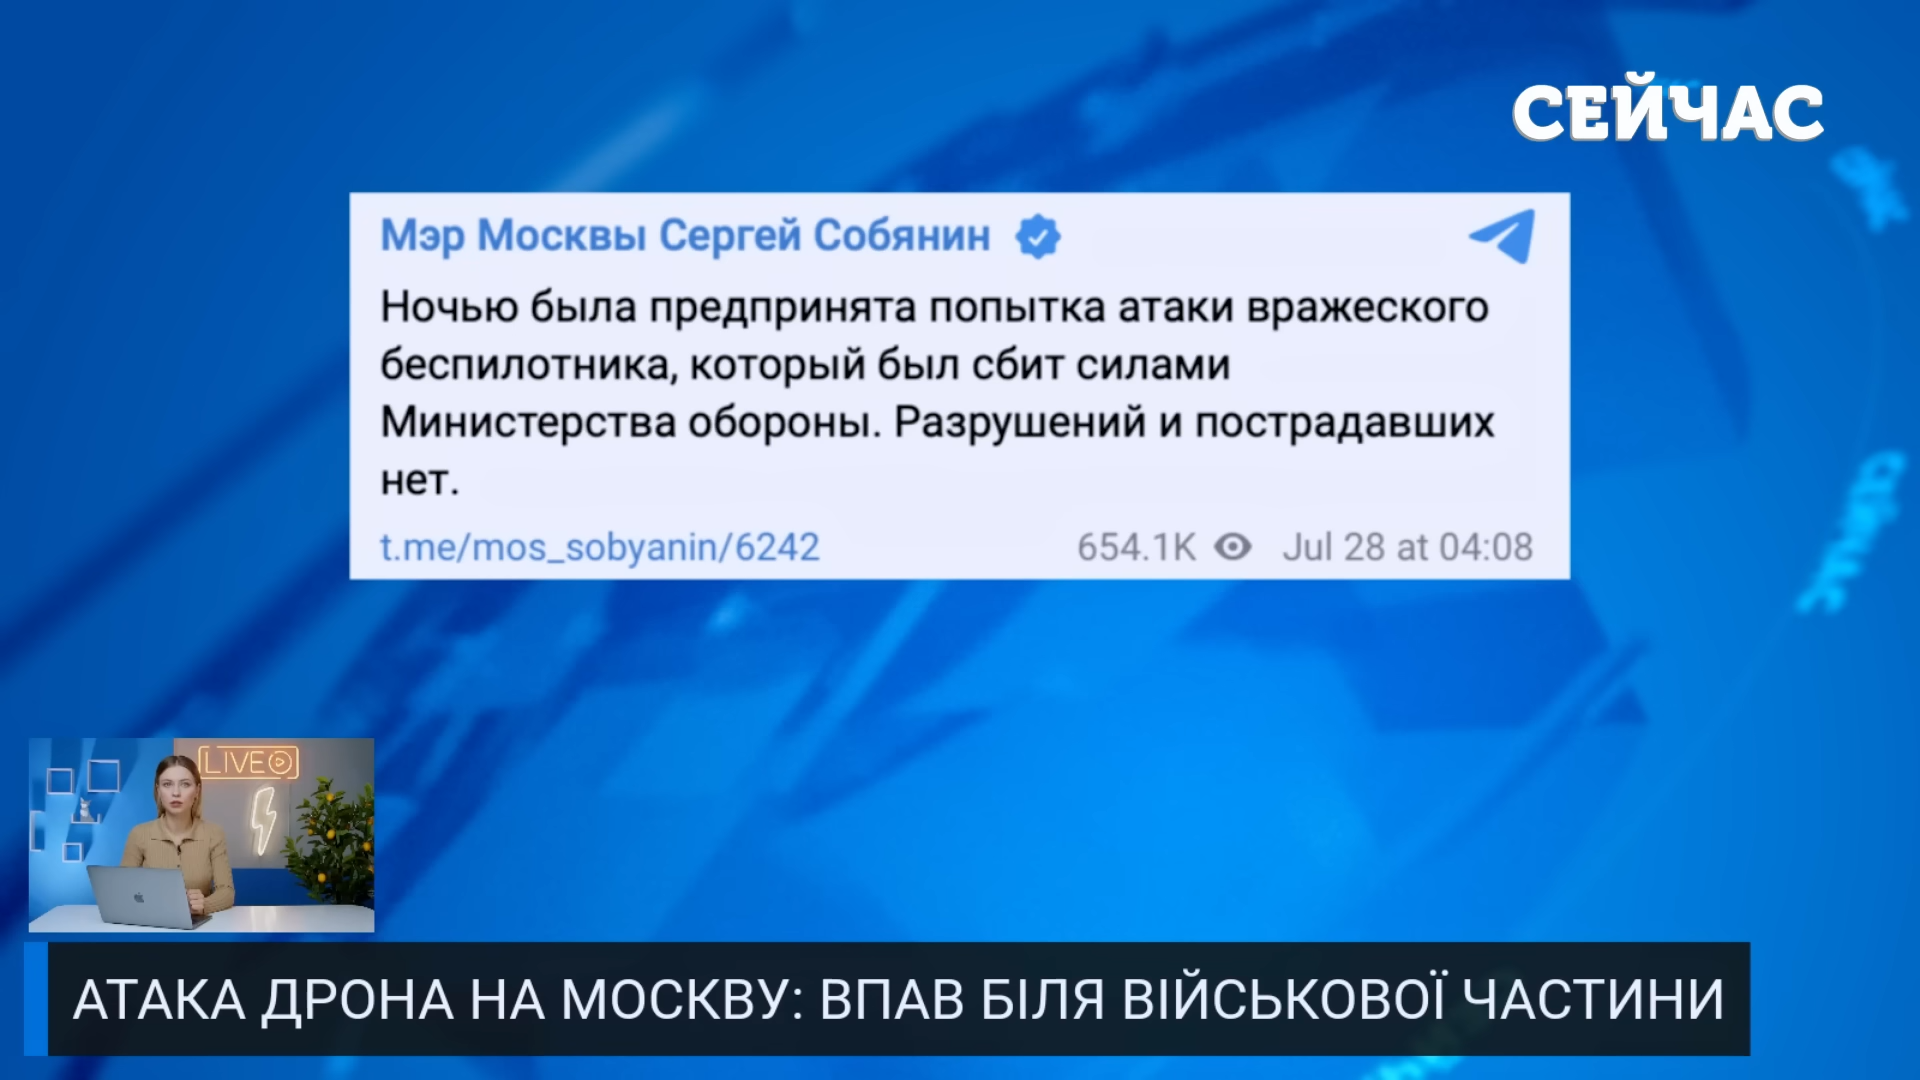 СЕЙЧАС
Мэр Москвы Сергей Собянин
Ночью была предпринята попытка атаки вражеского
беспилотника, который был сбит силами
Министерства обороны. Разрушений и пострадавших
нет.
t.me/mos_sobyanin/6242
654.1K Jul 28 at 04:08
LIVE
АТАКА ДРОНА НА МОСКВУ: ВПАВ БІЛЯ ВІЙСЬКОВОЇ ЧАСТИНИ